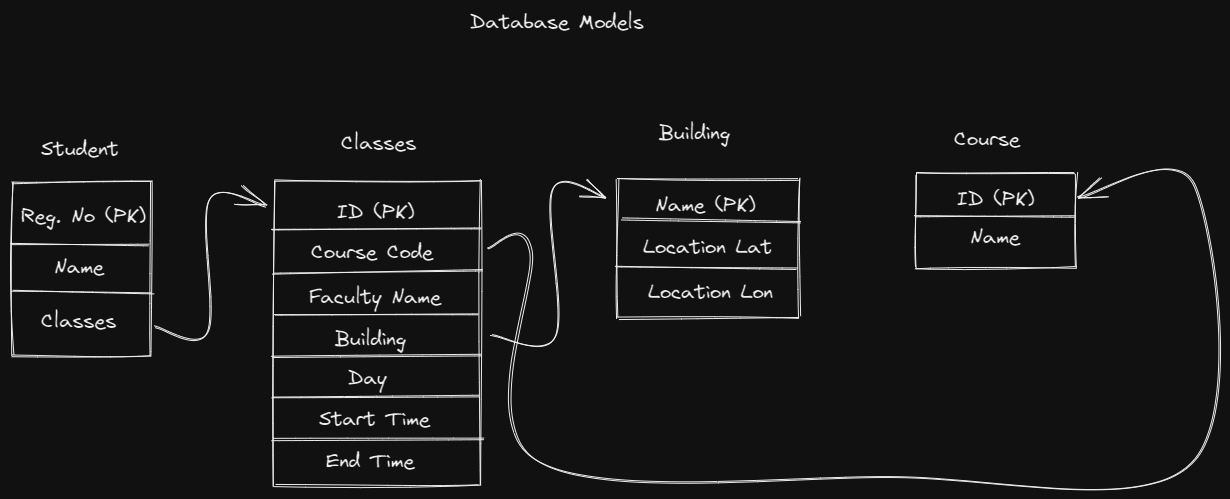 Database Models
Student
Reg. No (PK)
Name
Classes
Classes
ID (PK)
Course Code
Faculty Name
Building
Day
Start Time
End Time
Building
Name (PK)
Location Lat
Location Lon
Course
ID (PK)
Name